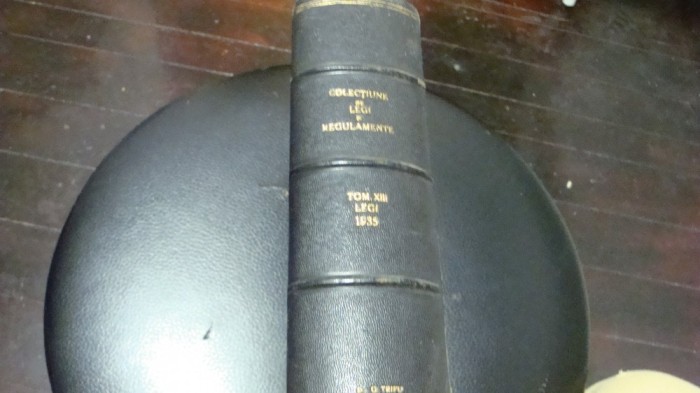 COLECȚIUNE
DE
LEGI
ȘI
REGULAMENTE
TOM. XIII
LEGI
1935